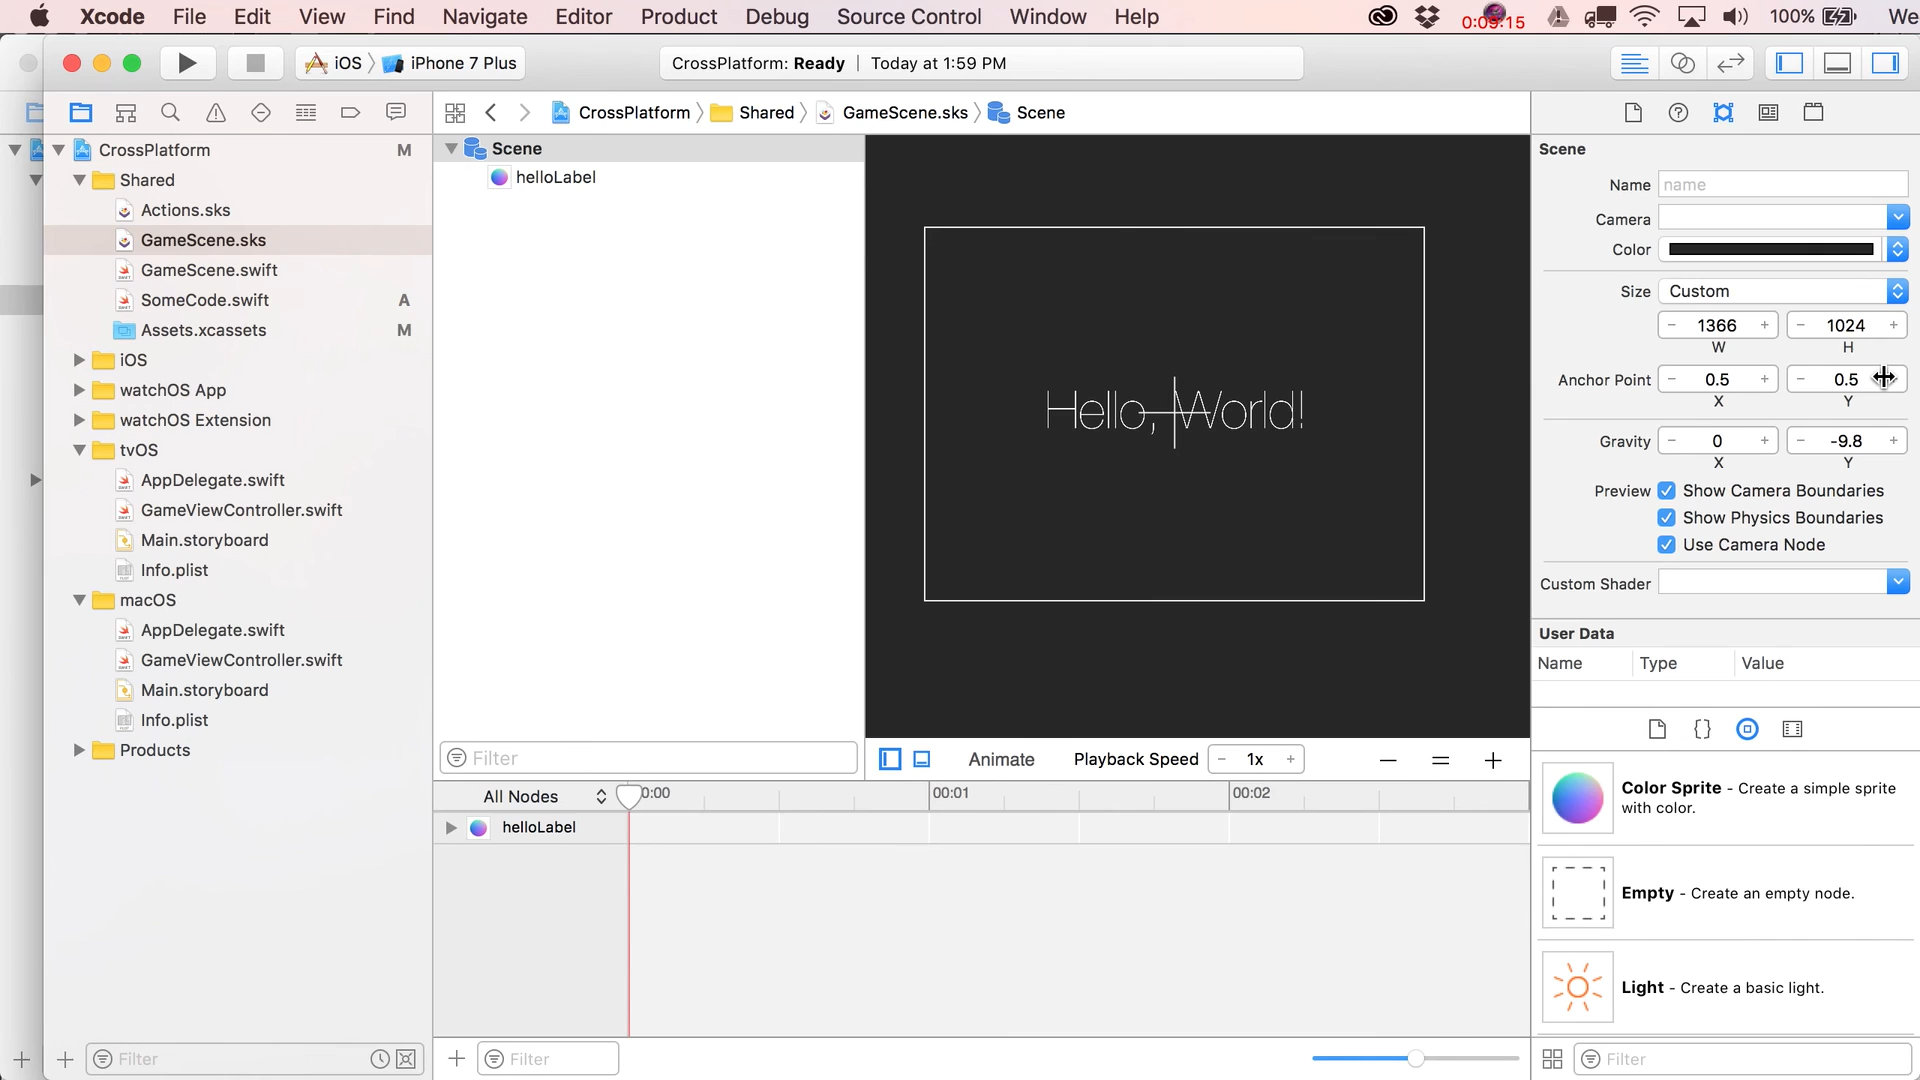 Xcode File Edit View Find Navigate Editor Product Debug Source Control Window Help 0:09:15 100% We
iOS iPhone 7 Plus CrossPlatform: Ready Today at 1:59 PM
CrossPlatform Shared GameScene.sks Scene
CrossPlatform M
Shared
Actions.sks
GameScene.sks
GameScene.swift
SomeCode.swift A
Assets.xcassets M
iOS
watchOS App
watchOS Extension
tvOS
AppDelegate.swift
GameViewController.swift
Main.storyboard
Info.plist
macOS
AppDelegate.swift
GameViewController.swift
Main.storyboard
Info.plist
Products
Filter
Scene
helloLabel
Filter
Hello, World!
Animate Playback Speed - 1x +
All Nodes 0:00 00:01 00:02
helloLabel
Filter
Scene
Name name
Camera
Color
Size Custom
- 1366 + - 1024 +
W H
Anchor Point - 0.5 + - 0.5
X Y
Gravity - 0 + - -9.8 +
X Y
Preview Show Camera Boundaries
Show Physics Boundaries
Use Camera Node
Custom Shader
User Data
Name Type Value
{}
Color Sprite - Create a simple sprite
with color.
Empty - Create an empty node.
Light - Create a basic light.
Filter